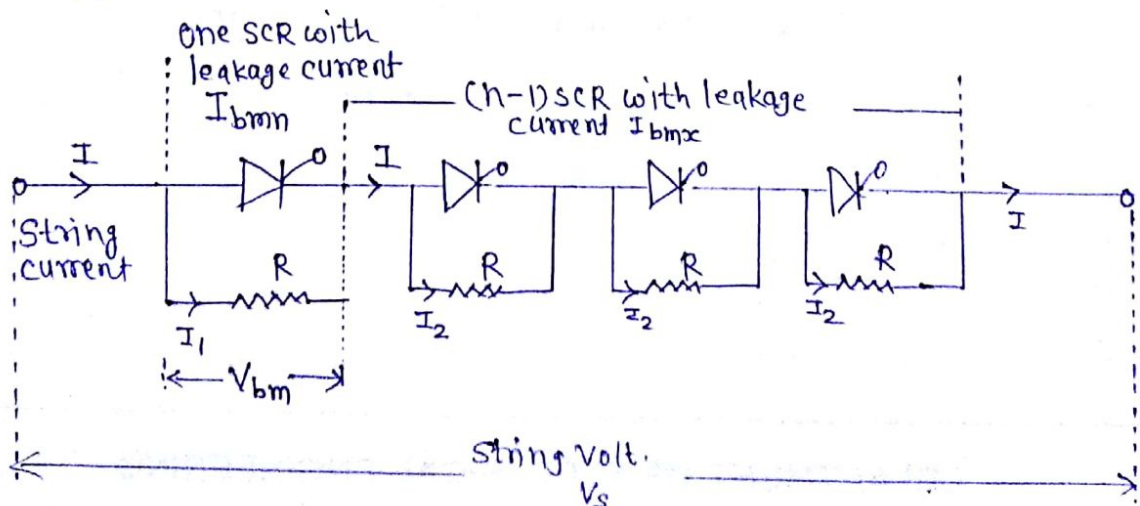 One SCR with
leakage current
Ibmn
(n-1) SCR with leakage
current Ibmx
I
I
String
current
R
R
R
R
I
I1
I2
I2
I2
Vbm
String Volt.
Vs